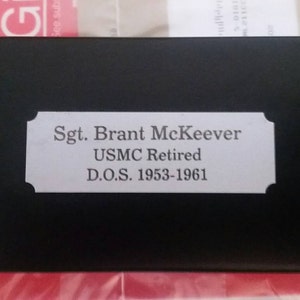 Sgt. Brant McKeever
USMC Retired
D.O.S. 1953-1961